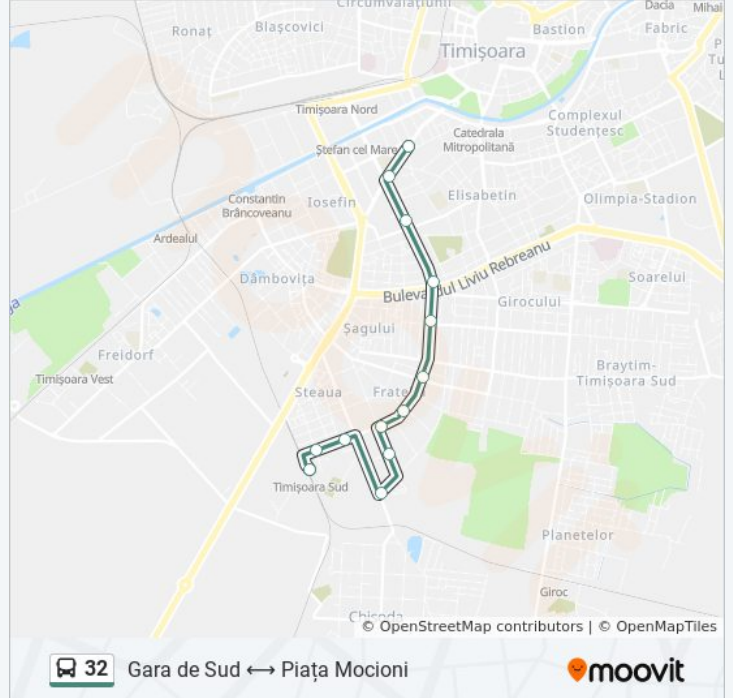 Circumvalațiunii
Dacia
Mihai
Ronaț
Blașcovici
Bastion
Fabric
Timișoara
Timișoara Nord
Complexul
Studențesc
Ștefan cel Mare
Catedrala
Mitropolitană
Constantin
Brâncoveanu
Iosefin
Elisabetin
Olimpia-Stadion
Ardealul
Bulevardul Liviu Rebreanu
Dâmbovița
Soarelui
Girocului
Șagului
Freidorf
Timișoara Vest
Steaua
Fratelia
Braytim-
Timișoara Sud
Timișoara Sud
Planetelor
Giroc
Chișoda
© OpenStreetMap contributors | © OpenMapTiles
32 Gara de Sud ⟷ Piața Mocioni
moovit